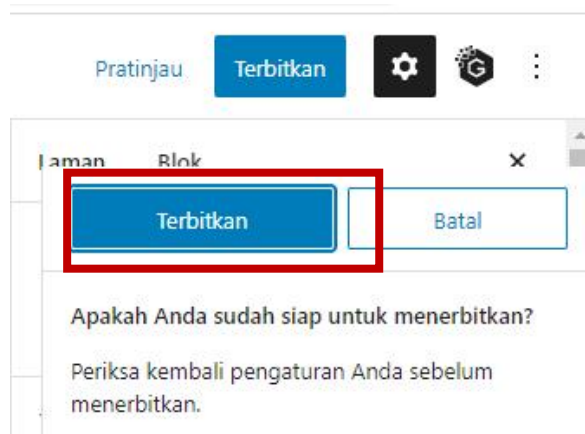 Pratinjau Terbitkan
Laman Blok
Terbitkan Batal
Apakah Anda sudah siap untuk menerbitkan?
Periksa kembali pengaturan Anda sebelum
menerbitkan.